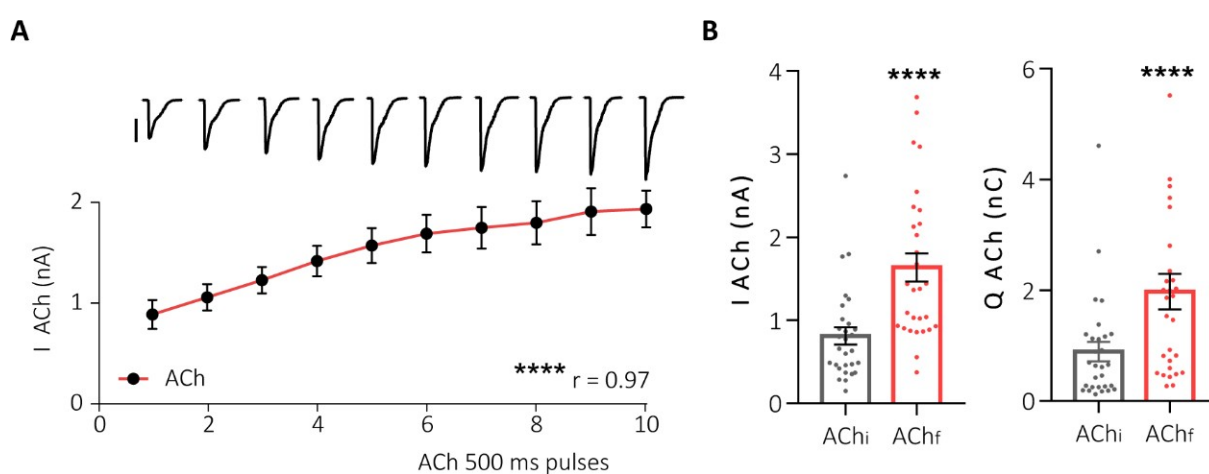 A
I ACh (nA)
2
1
0
ACh
**** r = 0.97
0 2 4 6 8 10
ACh 500 ms pulses
B
I ACh (nA)
4
3
2
1
0
****
AChi AChf
Q ACh (nC)
6
4
2
0
****
AChi AChf